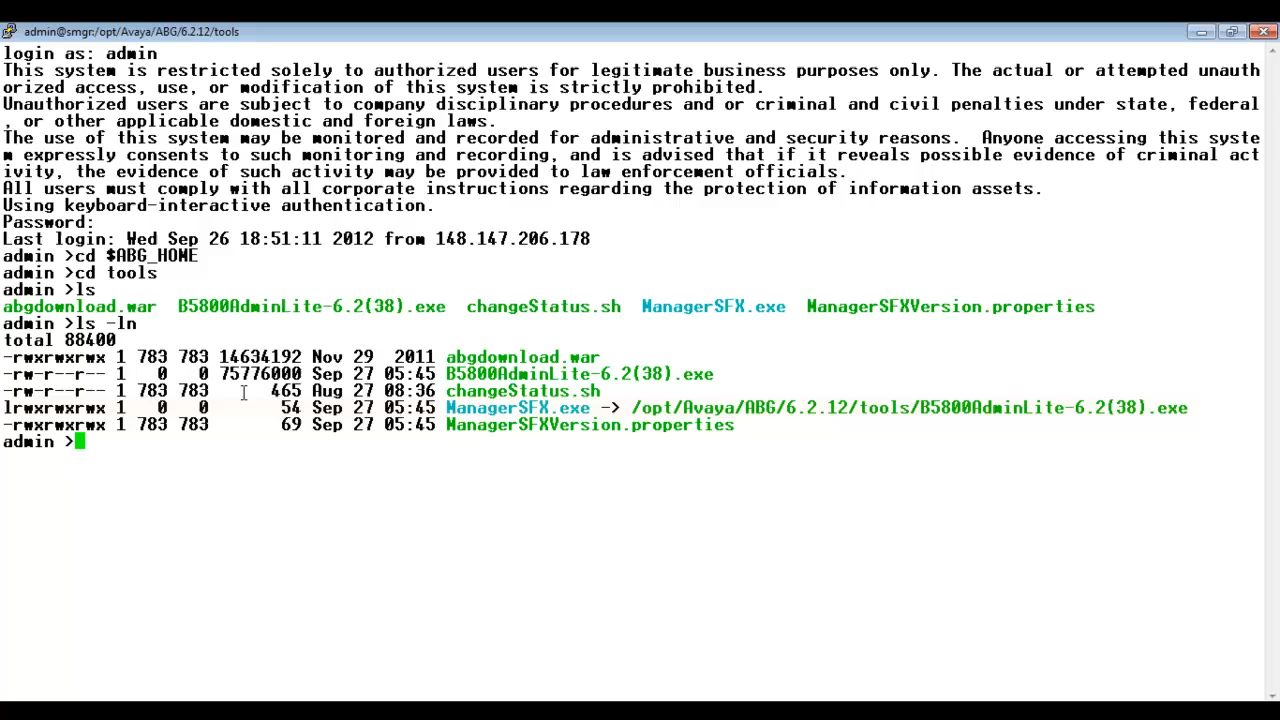 admin@smgr:/opt/Avaya/ABG/6.2.12/tools
login as: admin
This system is restricted solely to authorized users for legitimate business purposes only. The actual or attempted unauth
orized access, use, or modification of this system is strictly prohibited.
Unauthorized users are subject to company disciplinary procedures and or criminal and civil penalties under state, federal
, or other applicable domestic and foreign laws.
The use of this system may be monitored and recorded for administrative and security reasons.  Anyone accessing this syste
m expressly consents to such monitoring and recording, and is advised that if it reveals possible evidence of criminal act
ivity, the evidence of such activity may be provided to law enforcement officials.
All users must comply with all corporate instructions regarding the protection of information assets.
Using keyboard-interactive authentication.
Password:
Last login: Wed Sep 26 18:51:11 2012 from 148.147.206.178
admin >cd $ABG_HOME
admin >cd tools
admin >ls
abgdownload.war  B5800AdminLite-6.2(38).exe  changeStatus.sh  ManagerSFX.exe  ManagerSFXVersion.properties
admin >ls -ln
total 88400
-rwxrwxrwx 1 783 783 14634192 Nov 29  2011 abgdownload.war
-rw-r--r-- 1   0   0 75776000 Sep 27 05:45 B5800AdminLite-6.2(38).exe
-rw-r--r-- 1 783 783      465 Aug 27 08:36 changeStatus.sh
lrwxrwxrwx 1   0   0       54 Sep 27 05:45 ManagerSFX.exe -> /opt/Avaya/ABG/6.2.12/tools/B5800AdminLite-6.2(38).exe
-rwxrwxrwx 1 783 783       69 Sep 27 05:45 ManagerSFXVersion.properties
admin >